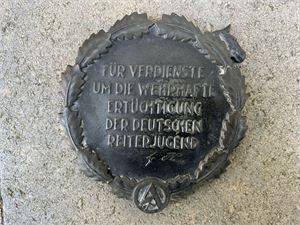 FÜR VERDIENSTE
UM DIE WEHRHAFTE
ERTÜCHTIGUNG
DER DEUTSCHEN
REITERJUGEND